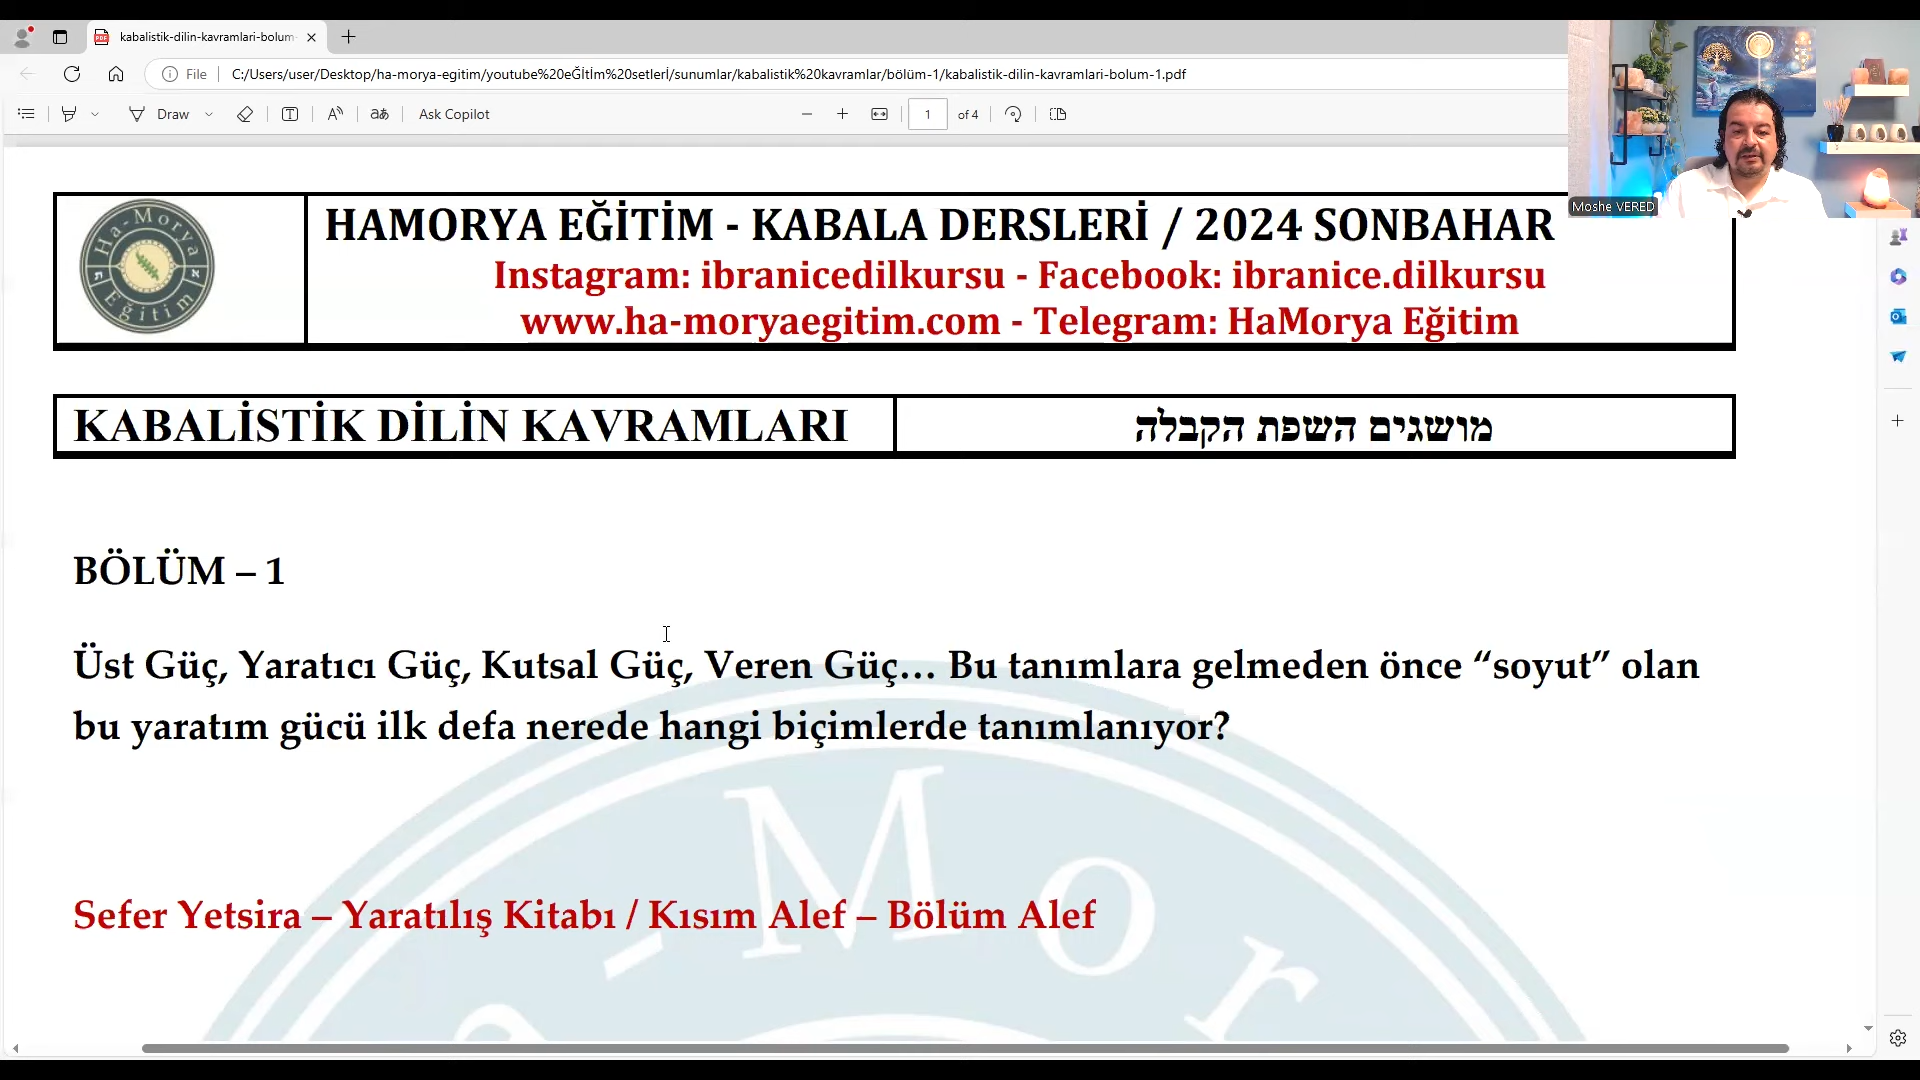 kabalistik-dilin-kavramlari-bolum-
File
C:/Users/user/Desktop/ha-morya-egitim/youtube%20eĞİtİm%20setlerİ/sunumlar/kabalistik%20kavramlar/bölüm-1/kabalistik-dilin-kavramlari-bolum-1.pdf
Draw
Ask Copilot
1 of 4
Moshe VERED
Ha-Morya
Eğitim
HAMORYA EĞİTİM - KABALA DERSLERİ / 2024 SONBAHAR
Instagram: ibranicedilkursu - Facebook: ibranice.dilkursu
www.ha-moryaegitim.com - Telegram: HaMorya Eğitim
KABALİSTİK DİLİN KAVRAMLARI
מושגים השפת הקבלה
BÖLÜM – 1
Üst Güç, Yaratıcı Güç, Kutsal Güç, Veren Güç… Bu tanımlara gelmeden önce “soyut” olan
bu yaratım gücü ilk defa nerede hangi biçimlerde tanımlanıyor?
Sefer Yetsira – Yaratılış Kitabı / Kısım Alef – Bölüm Alef